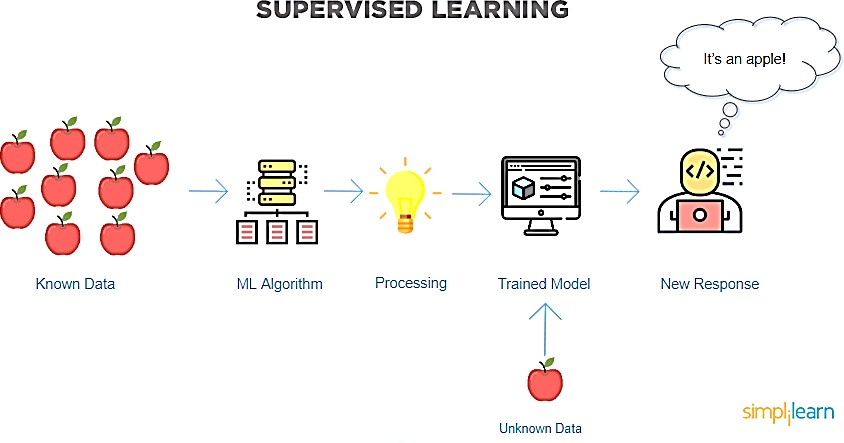 SUPERVISED LEARNING
It's an apple!
</>
Known Data
ML Algorithm
Processing
Trained Model
New Response
Unknown Data
simplilearn